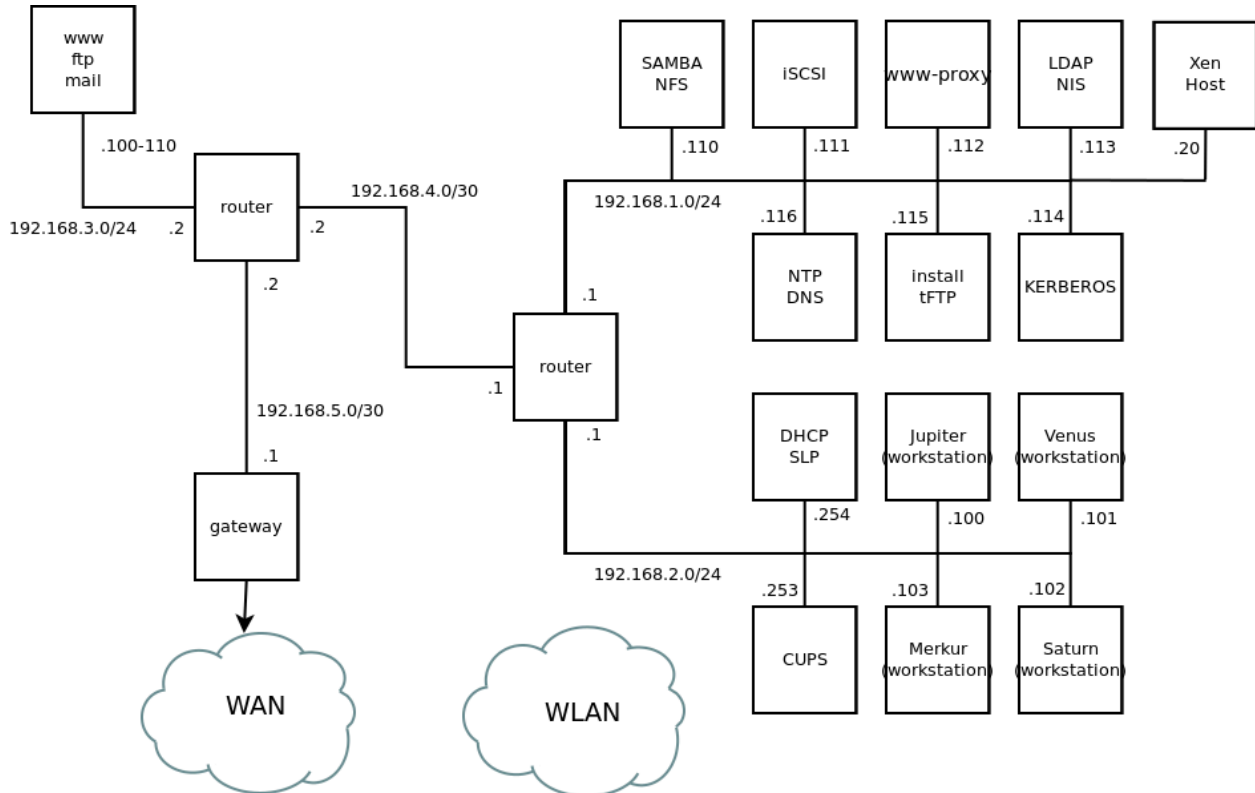 www
ftp
mail
SAMBA
NFS
iSCSI
www-proxy
LDAP
NIS
Xen
Host
.100-110
.110
.111
.112
.113
.20
router
192.168.4.0/30
192.168.1.0/24
192.168.3.0/24
.2
.2
.2
.116
.115
.114
NTP
DNS
install
tFTP
KERBEROS
.1
router
.1
.1
192.168.5.0/30
.1
gateway
DHCP
SLP
Jupiter
(workstation)
Venus
(workstation)
.254
.100
.101
192.168.2.0/24
.253
.103
.102
CUPS
Merkur
(workstation)
Saturn
(workstation)
WAN
WLAN